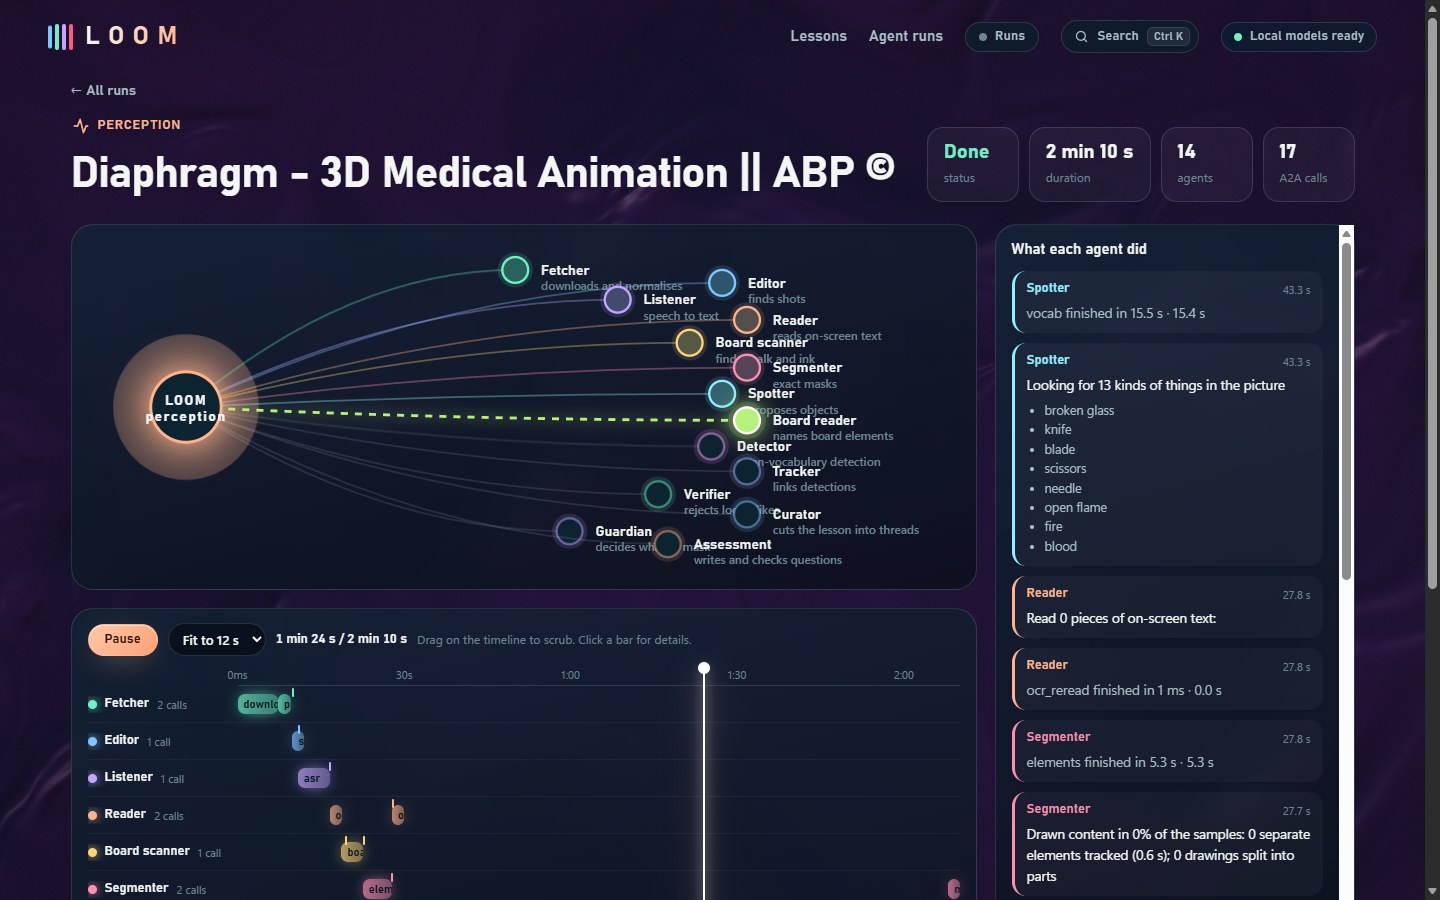 LOOM
Lessons
Agent runs
Runs
Search
Ctrl K
Local models ready
← All runs
PERCEPTION
Diaphragm - 3D Medical Animation || ABP ©
Done
status
2 min 10 s
duration
14
agents
17
A2A calls
LOOM
perception
Fetcher
downloads and normalises
Editor
finds shots
Listener
speech to text
Reader
reads on-screen text
Board scanner
Segmenter
exact masks
Spotter
Board reader
names board elements
Detector
Tracker
links detections
Verifier
Curator
cuts the lesson into threads
Guardian
Assessment
writes and checks questions
What each agent did
Spotter
43.3 s
vocab finished in 15.5 s · 15.4 s
Spotter
43.3 s
Looking for 13 kinds of things in the picture
• broken glass
• knife
• blade
• scissors
• needle
• open flame
• fire
• blood
Reader
27.8 s
Read 0 pieces of on-screen text:
Reader
27.8 s
ocr_reread finished in 1 ms · 0.0 s
Segmenter
27.8 s
elements finished in 5.3 s · 5.3 s
Segmenter
27.7 s
Drawn content in 0% of the samples: 0 separate
elements tracked (0.6 s); 0 drawings split into
parts
Pause
Fit to 12 s
1 min 24 s / 2 min 10 s
Drag on the timeline to scrub. Click a bar for details.
0ms
30s
1:00
1:30
2:00
Fetcher 2 calls
Editor 1 call
Listener 1 call
asr
Reader 2 calls
Board scanner 1 call
Segmenter 2 calls
elem